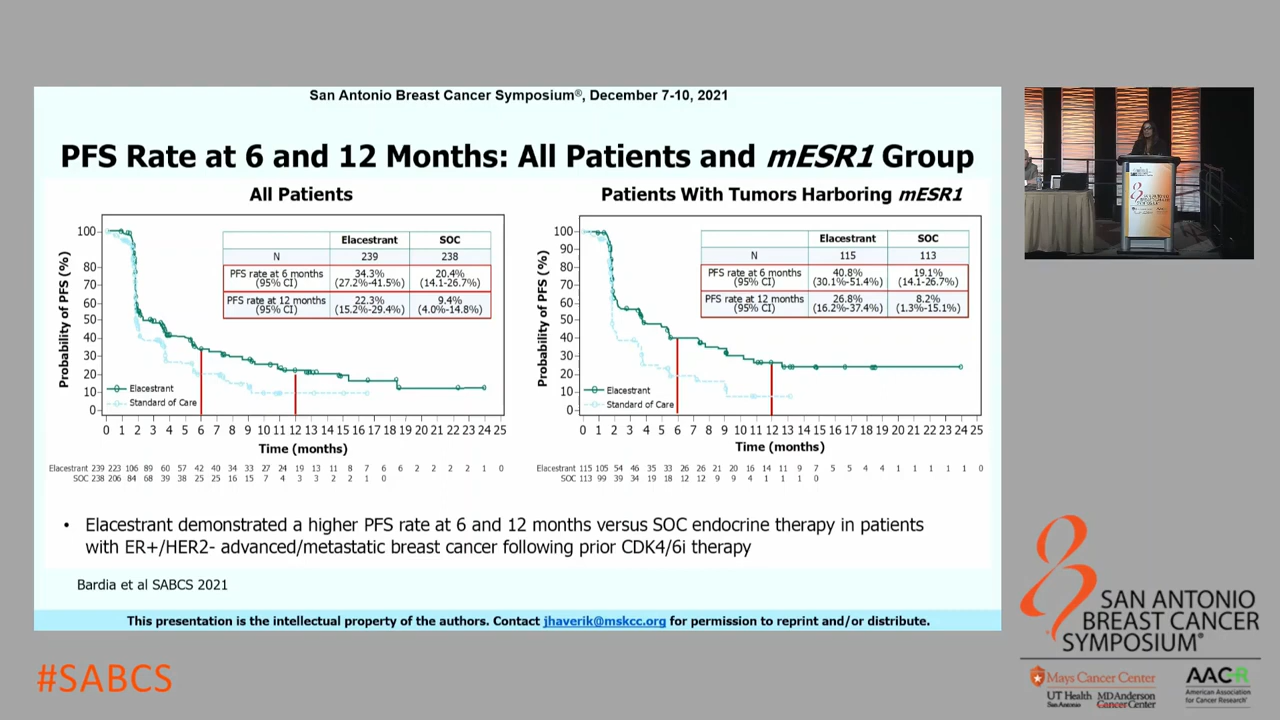 San Antonio Breast Cancer Symposium®, December 7-10, 2021
PFS Rate at 6 and 12 Months: All Patients and mESR1 Group
All Patients
Probability of PFS (%)
100
80
70
60
50
40
30
20
10
0
Elacestrant SOC
N 239 238
PFS rate at 6 months 34.3% 20.4%
(95% CI) (27.2%-41.5%) (14.1-26.7%)
PFS rate at 12 months 22.3% 9.4%
(95% CI) (15.2%-29.4%) (4.0%-14.8%)
Elacestrant
Standard of Care
0 1 2 3 4 5 6 7 8 9 10 11 12 13 14 15 16 17 18 19 20 21 22 23 24 25
Time (months)
Elacestrant 239 223 106 89 60 57 42 40 34 33 27 24 19 13 11 8 7 6 6 2 2 2 2 1 0
SOC 238 206 84 68 39 38 25 25 16 15 7 4 3 3 2 2 1 0
Patients With Tumors Harboring mESR1
Probability of PFS (%)
100
90
80
70
60
50
40
30
20
10
0
Elacestrant SOC
N 115 113
PFS rate at 6 months 40.8% 19.1%
(95% CI) (30.1%-51.4%) (14.1-26.7%)
PFS rate at 12 months 26.8% 8.2%
(95% CI) (16.2%-37.4%) (1.3%-15.1%)
Elacestrant
Standard of Care
0 1 2 3 4 5 6 7 8 9 10 11 12 13 14 15 16 17 18 19 20 21 22 23 24 25
Time (months)
Elacestrant 115 105 54 46 35 33 26 26 21 20 16 14 11 9 7 5 5 4 4 1 1 1 1 1 0
SOC 113 99 39 34 19 18 12 12 9 9 4 1 1 1 0
• Elacestrant demonstrated a higher PFS rate at 6 and 12 months versus SOC endocrine therapy in patients
with ER+/HER2- advanced/metastatic breast cancer following prior CDK4/6i therapy
Bardia et al SABCS 2021
This presentation is the intellectual property of the authors. Contact jhaverik@mskcc.org for permission to reprint and/or distribute.
#SABCS
SAN ANTONIO
BREAST CANCER
SYMPOSIUM®
Mays Cancer Center
UT Health
San Antonio
MD Anderson
Cancer Center
AACR
American Association
for Cancer Research®